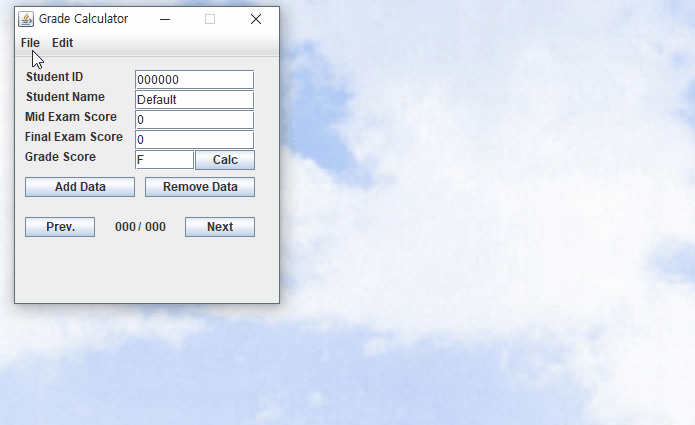 Grade Calculator
File Edit
Student ID 000000
Student Name Default
Mid Exam Score 0
Final Exam Score 0
Grade Score F Calc
Add Data Remove Data
Prev. 000 / 000 Next